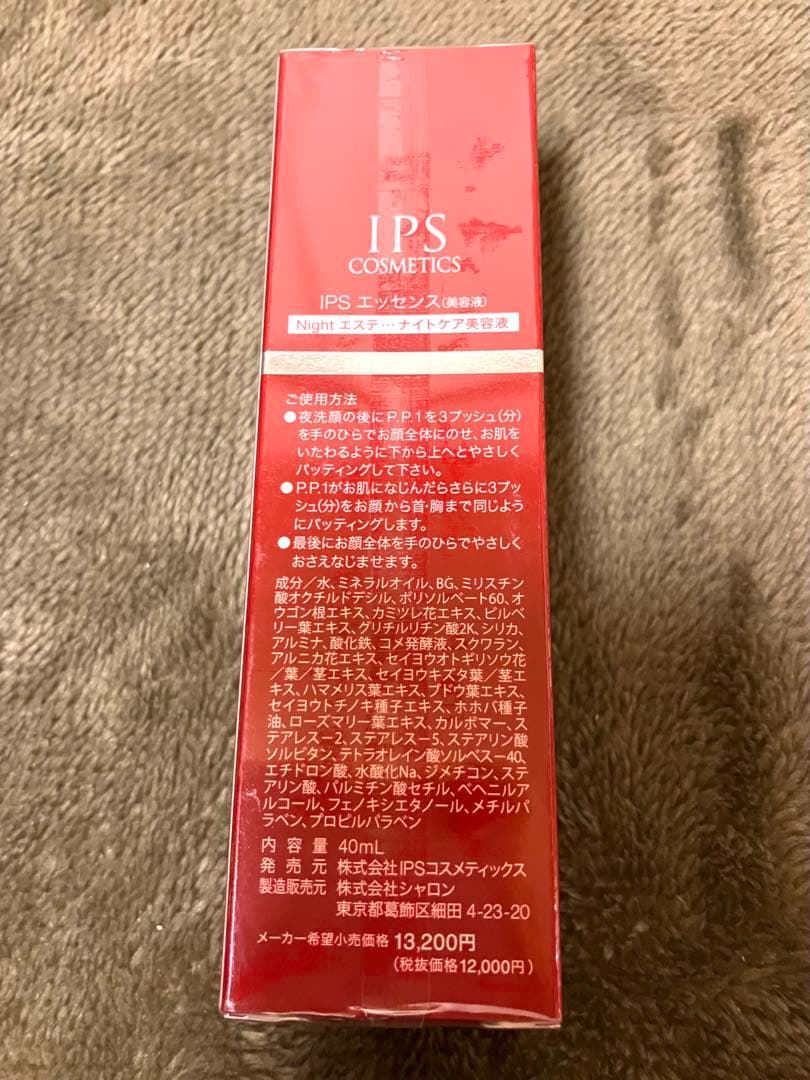 IPS
COSMETICS
IPS エッセンス(美容液)
Night エステ…ナイトケア美容液
ご使用方法
●夜洗顔の後にP.P.1を3プッシュ(分)
を手のひらでお顔全体にのせ、お肌を
いたわるように下から上へとやさしく
パッティングして下さい。
●P.P.1がお肌になじんだらさらに3プッ
シュ(分)をお顔から首・胸まで同じよう
にパッティングします。
●最後にお顔全体を手のひらでやさしく
おさえなじませます。
成分/水、ミネラルオイル、BG、ミリスチン
酸オクチルドデシル、ポリソルベート60、オ
ウゴン根エキス、カミツレ花エキス、ビルベ
リー葉エキス、グリチルリチン酸2K、シリカ、
アルミナ、酸化鉄、コメ発酵液、スクワラン、
アルニカ花エキス、セイヨウオトギリソウ花
/葉/茎エキス、セイヨウキズタ葉/茎エ
キス、ハマメリス葉エキス、ブドウ葉エキス、
セイヨウトチノキ種子エキス、ホホバ種子
油、ローズマリー葉エキス、カルボマー、ス
テアレス-2、ステアレス-5、ステアリン酸
ソルビタン、テトラオレイン酸ソルベス-40、
エチドロン酸、水酸化Na、ジメチコン、ステ
アリン酸、パルミチン酸セチル、ベヘニルア
ルコール、フェノキシエタノール、メチルパ
ラベン、プロピルパラベン
内容量 40mL
発売元 株式会社IPSコスメティックス
製造販売元 株式会社シャロン
東京都葛飾区細田 4-23-20
メーカー希望小売価格 13,200円
(税抜価格12,000円)